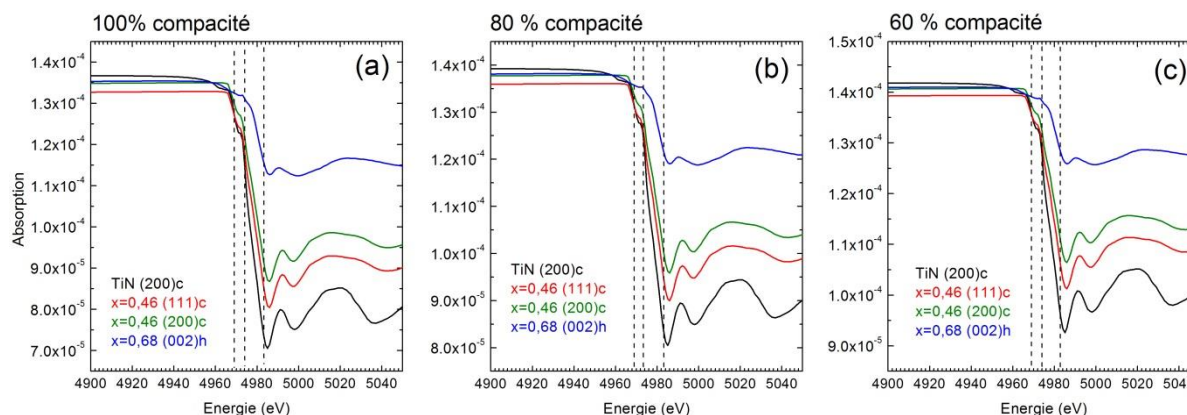 100% compacité
(a)
Absorption
1.4x10⁻⁴
1.3x10⁻⁴
1.2x10⁻⁴
1.1x10⁻⁴
1.0x10⁻⁴
9.0x10⁻⁵
8.0x10⁻⁵
7.0x10⁻⁵
TiN (200)c
x=0,46 (111)c
x=0,46 (200)c
x=0,68 (002)h
4900 4920 4940 4960 4980 5000 5020 5040
Energie (eV)
80 % compacité
(b)
1.4x10⁻⁴
1.3x10⁻⁴
1.2x10⁻⁴
1.1x10⁻⁴
1.0x10⁻⁴
9.0x10⁻⁵
8.0x10⁻⁵
TiN (200)c
x=0,46 (111)c
x=0,46 (200)c
x=0,68 (002)h
4900 4920 4940 4960 4980 5000 5020 5040
Energie (eV)
60 % compacité
(c)
1.5x10⁻⁴
1.4x10⁻⁴
1.3x10⁻⁴
1.2x10⁻⁴
1.1x10⁻⁴
1.0x10⁻⁴
9.0x10⁻⁵
TiN (200)c
x=0,46 (111)c
x=0,46 (200)c
x=0,68 (002)h
4900 4920 4940 4960 4980 5000 5020 5040
Energie (eV)